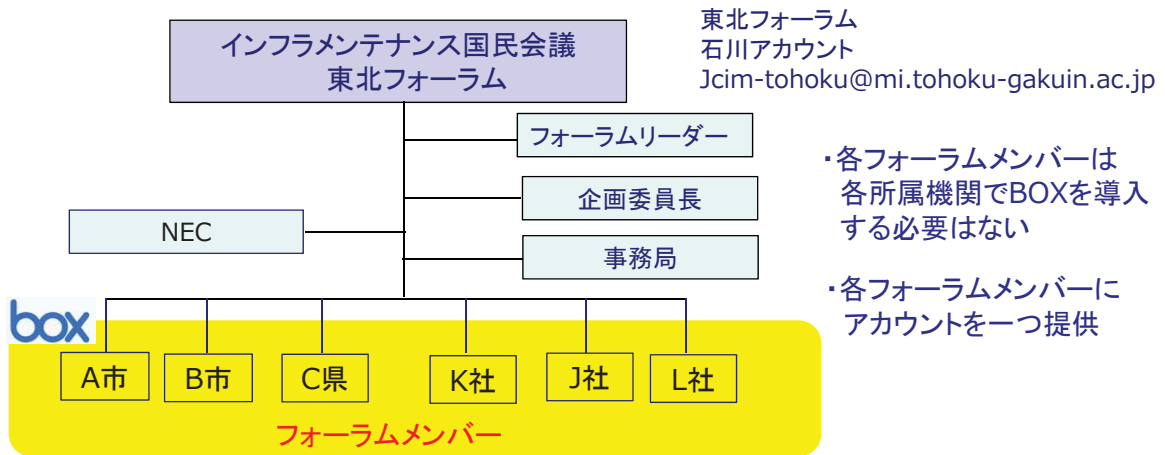 インフラメンテナンス国民会議
東北フォーラム
東北フォーラム
石川アカウント
Jcim-tohoku@mi.tohoku-gakuin.ac.jp
フォーラムリーダー
企画委員長
NEC
事務局
・各フォーラムメンバーは
各所属機関でBOXを導入
する必要はない
・各フォーラムメンバーに
アカウントを一つ提供
box
A市
B市
C県
K社
J社
L社
フォーラムメンバー